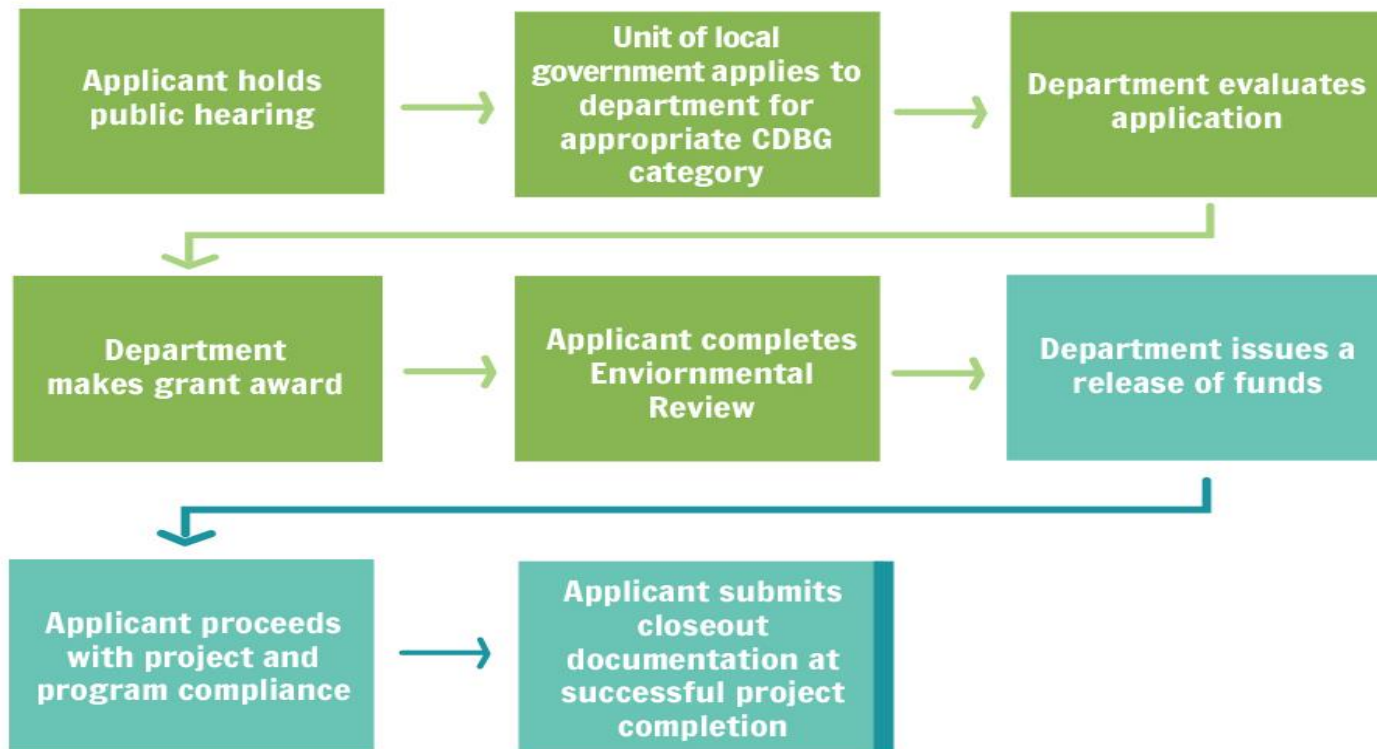 Applicant holds
public hearing
Unit of local
government applies to
department for
appropriate CDBG
category
Department evaluates
application
Department
makes grant award
Applicant completes
Enviornmental
Review
Department issues a
release of funds
Applicant proceeds
with project and
program compliance
Applicant submits
closeout
documentation at
successful project
completion